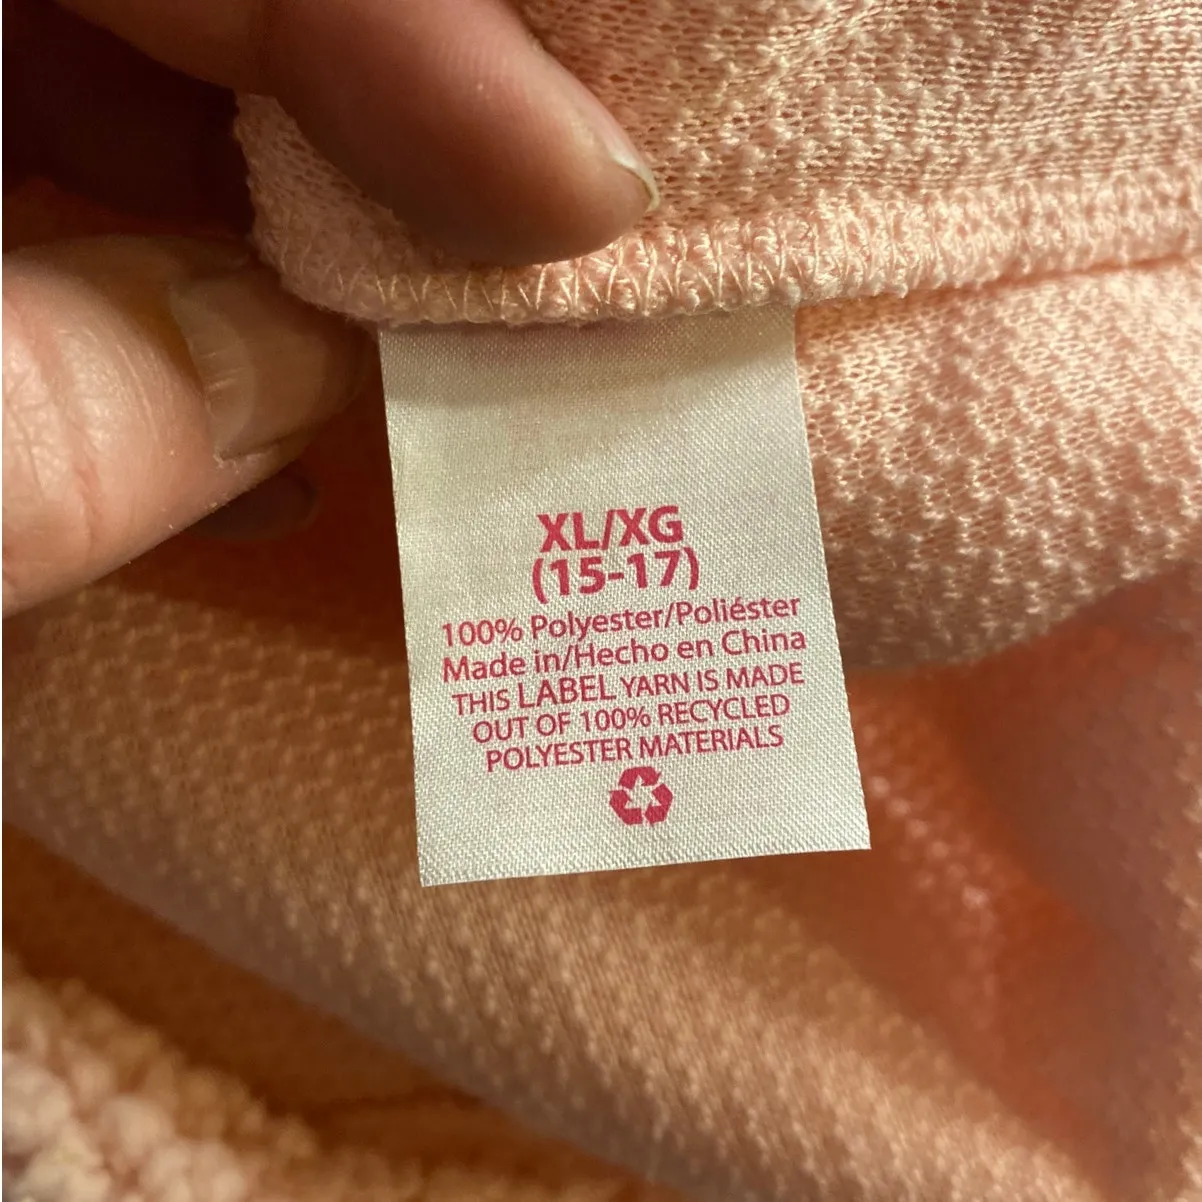 XL/XG
(15-17)
100% Polyester/Poliéster
Made in/Hecho en China
THIS LABEL YARN IS MADE
OUT OF 100% RECYCLED
POLYESTER MATERIALS